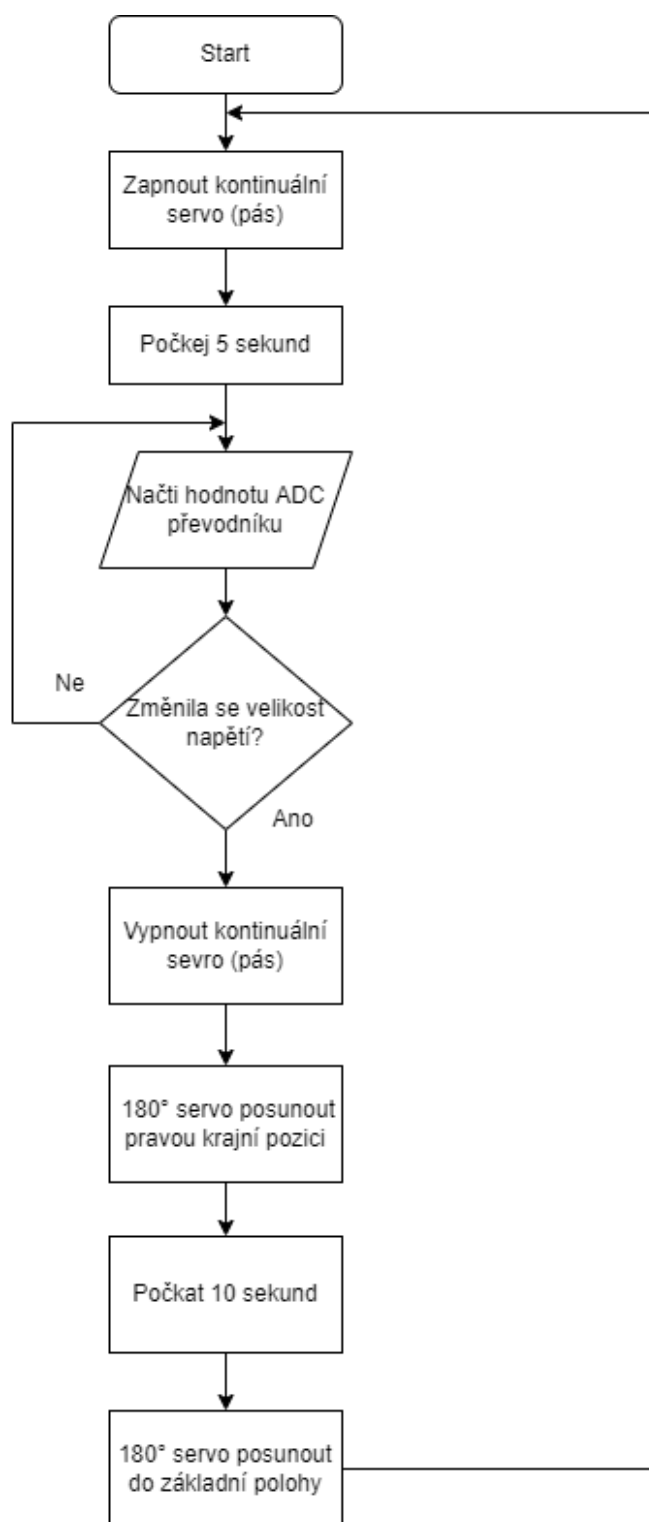 Start
Zapnout kontinuální
servo (pás)
Počkej 5 sekund
Načti hodnotu ADC
převodníku
Ne
Změnila se velikost
napětí?
Ano
Vypnout kontinuální
sevro (pás)
180° servo posunout
pravou krajní pozici
Počkat 10 sekund
180° servo posunout
do základní polohy